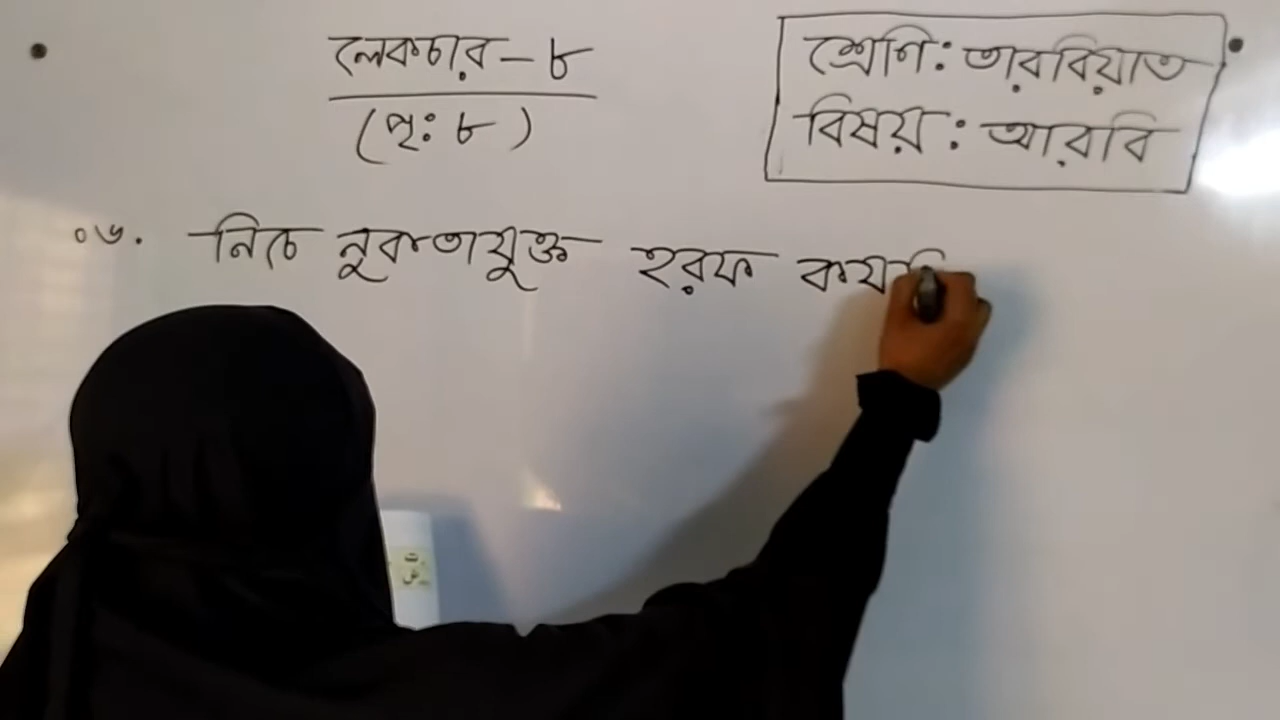 লেকচার – ৮
(পৃঃ ৮)
শ্রেণি : তারবিয়াত
বিষয় : আরবি
০৬. নিচে নুকতাযুক্ত হরফ কয়টি
ت
ض